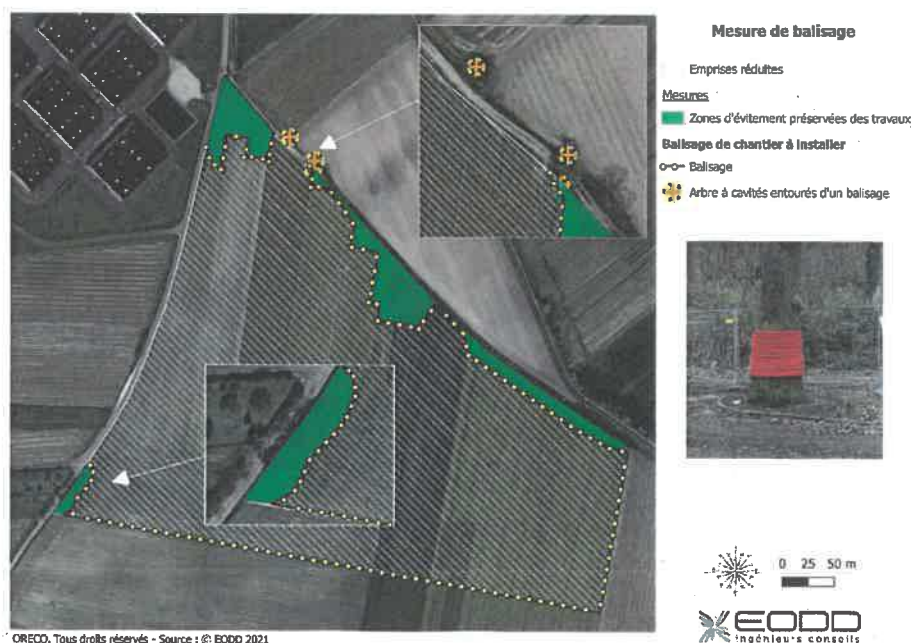 Mesure de balisage
Emprises réduites
Mesures
Zones d'évitement préservées des travaux
Balisage de chantier à installer
Balisage
Arbre à cavités entourés d'un balisage
0 25 50 m
EODD
ingénieurs conseils
ORECO. Tous droits réservés - Source : © EODD 2021